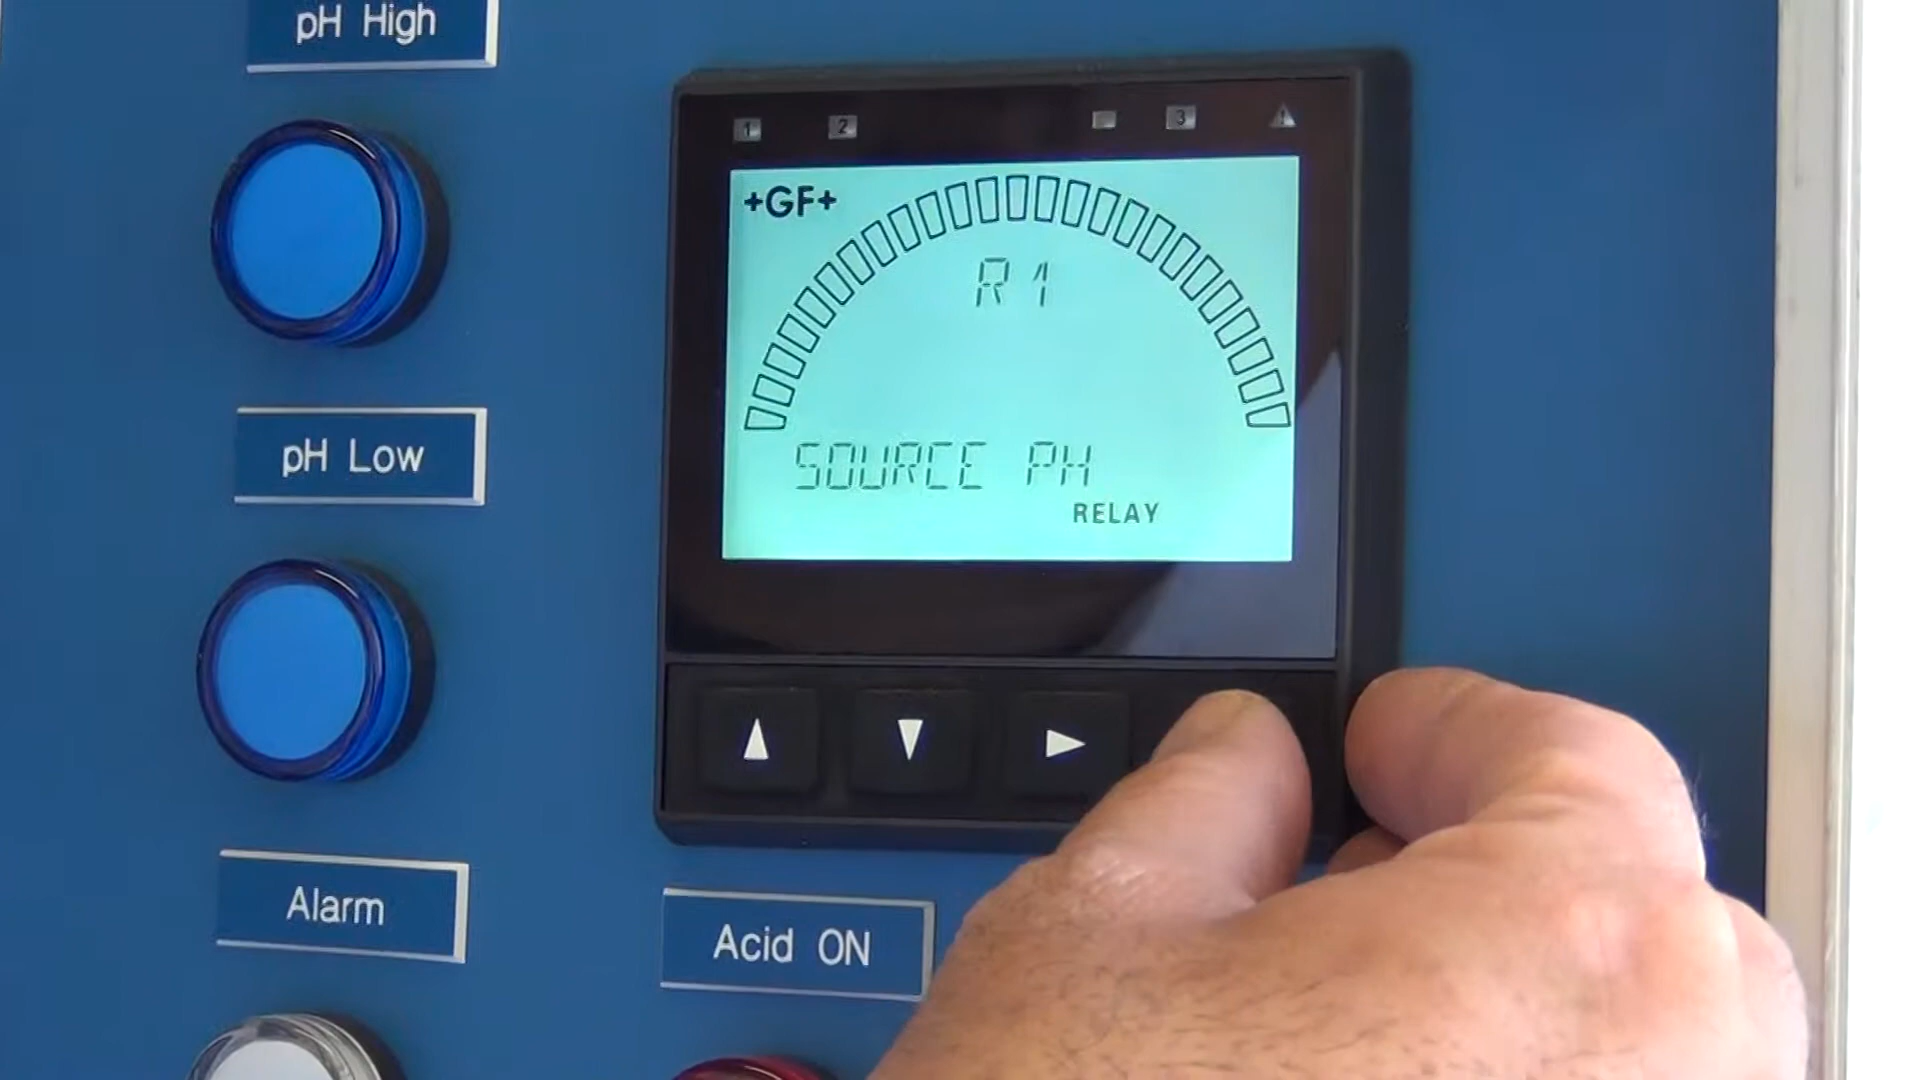 pH High
1 2 3
+GF+
R1
SOURCE PH
RELAY
pH Low
Alarm
Acid ON